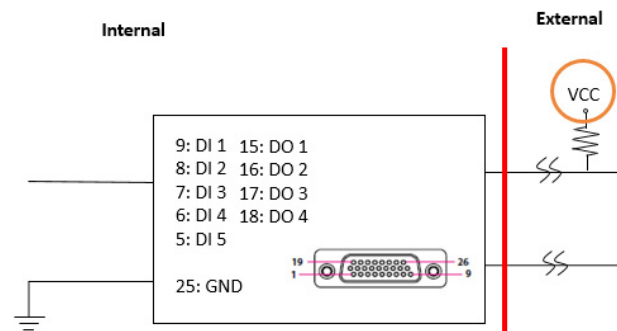 Internal
External
VCC
9: DI 1 15: DO 1
8: DI 2 16: DO 2
7: DI 3 17: DO 3
6: DI 4 18: DO 4
5: DI 5
19 26
1 9
25: GND